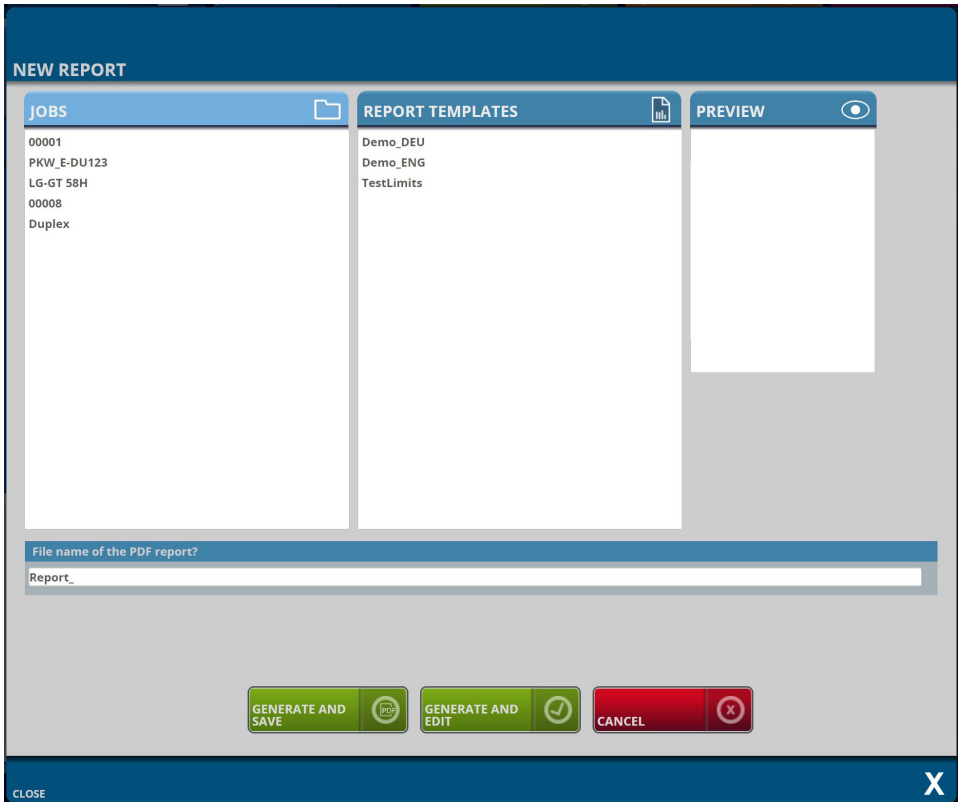 NEW REPORT
JOBS
00001
PKW_E-DU123
LG-GT 58H
00008
Duplex
REPORT TEMPLATES
Demo_DEU
Demo_ENG
TestLimits
PREVIEW
File name of the PDF report?
Report_
GENERATE AND
SAVE
PDF
GENERATE AND
EDIT
CANCEL
CLOSE
X